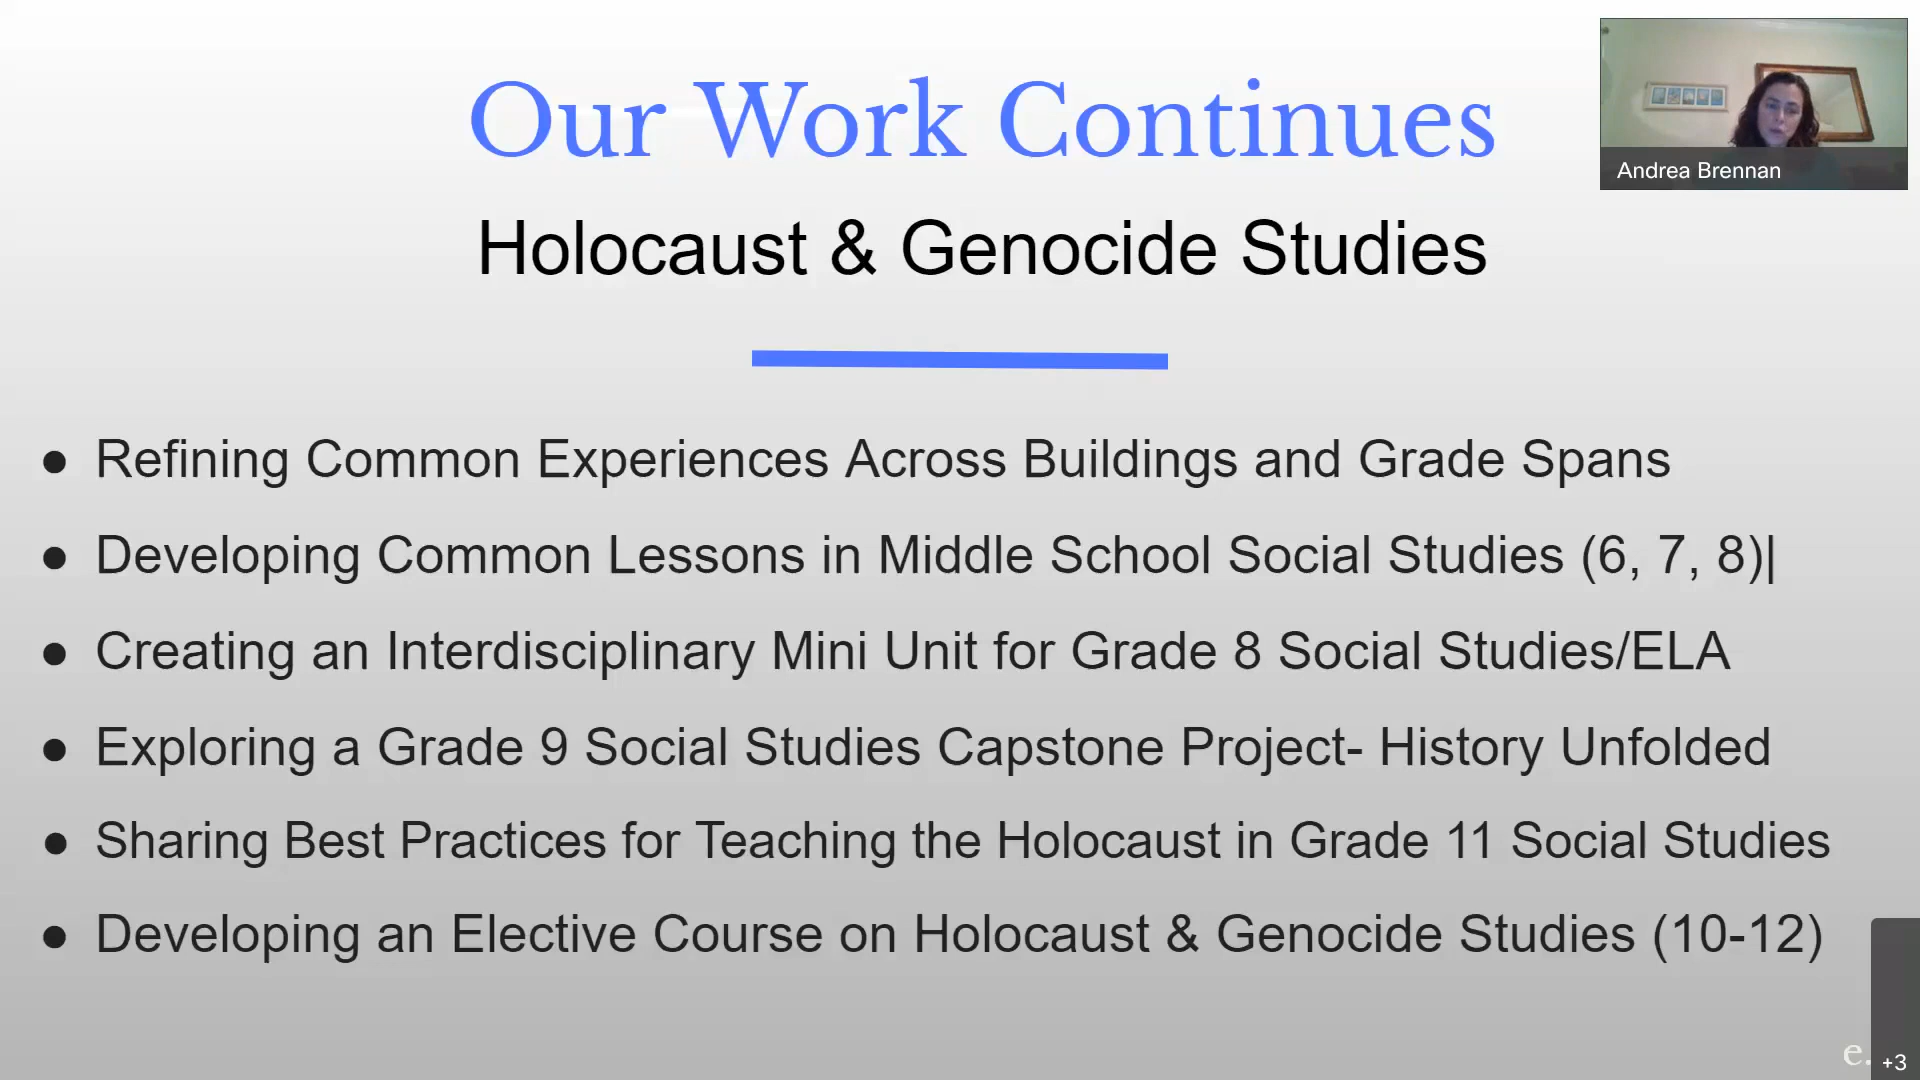 Our Work Continues
Andrea Brennan
Holocaust & Genocide Studies
● Refining Common Experiences Across Buildings and Grade Spans
● Developing Common Lessons in Middle School Social Studies (6, 7, 8)|
● Creating an Interdisciplinary Mini Unit for Grade 8 Social Studies/ELA
● Exploring a Grade 9 Social Studies Capstone Project- History Unfolded
● Sharing Best Practices for Teaching the Holocaust in Grade 11 Social Studies
● Developing an Elective Course on Holocaust & Genocide Studies (10-12)
e.
+3